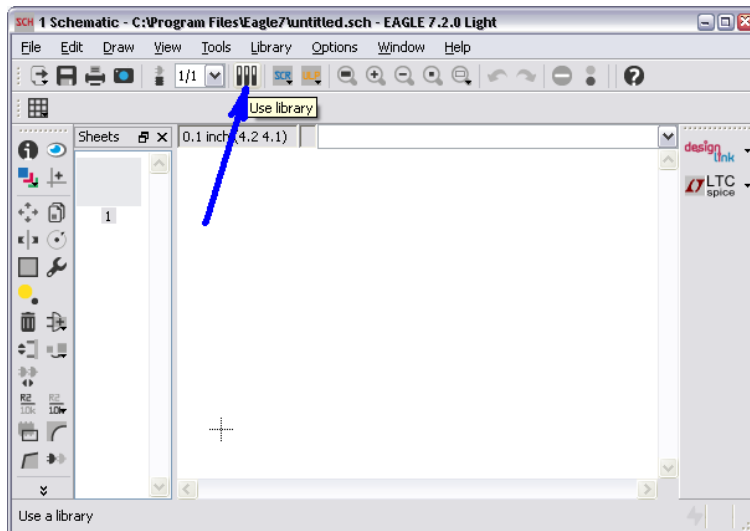 SCH 1 Schematic - C:\Program Files\Eagle7\untitled.sch - EAGLE 7.2.0 Light
File Edit Draw View Tools Library Options Window Help
1/1 SCR ULP
Use library
Sheets 0.1 inch (4.2 4.1)
design link
LTC spice
1
R2 10k R2 10k
Use a library